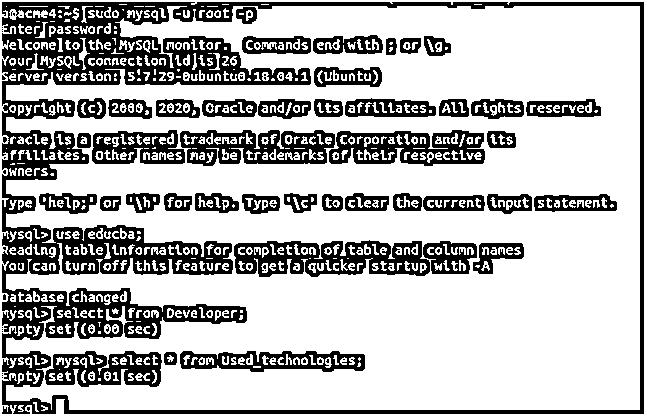 a@acme4:~$ sudo mysql -u root -p
Enter password:
Welcome to the MySQL monitor.  Commands end with ; or \g.
Your MySQL connection id is 26
Server version: 5.7.29-0ubuntu0.18.04.1 (Ubuntu)
Copyright (c) 2000, 2020, Oracle and/or its affiliates. All rights reserved.
Oracle is a registered trademark of Oracle Corporation and/or its
affiliates. Other names may be trademarks of their respective
owners.
Type 'help;' or '\h' for help. Type '\c' to clear the current input statement.
mysql> use educba;
Reading table information for completion of table and column names
You can turn off this feature to get a quicker startup with -A
Database changed
mysql> select * from Developer;
Empty set (0.00 sec)
mysql> mysql> select * from Used_technologies;
Empty set (0.01 sec)
mysql>